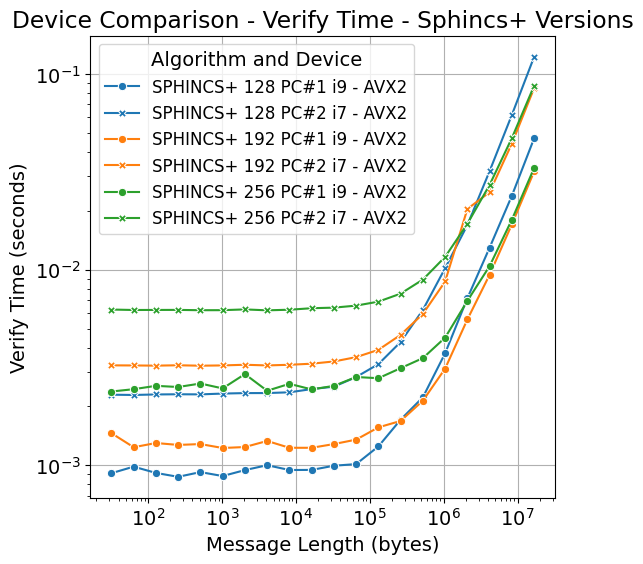 Device Comparison - Verify Time - Sphincs+ Versions
Algorithm and Device
SPHINCS+ 128 PC#1 i9 - AVX2
SPHINCS+ 128 PC#2 i7 - AVX2
SPHINCS+ 192 PC#1 i9 - AVX2
SPHINCS+ 192 PC#2 i7 - AVX2
SPHINCS+ 256 PC#1 i9 - AVX2
SPHINCS+ 256 PC#2 i7 - AVX2
Verify Time (seconds)
10⁻¹
10⁻²
10⁻³
10² 10³ 10⁴ 10⁵ 10⁶ 10⁷
Message Length (bytes)